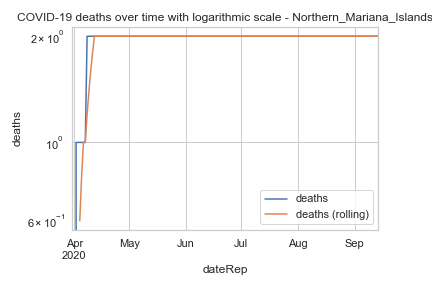 COVID-19 deaths over time with logarithmic scale - Northern_Mariana_Islands
2 × 10⁰
10⁰
6 × 10⁻¹
deaths
deaths
deaths (rolling)
Apr May Jun Jul Aug Sep
2020
dateRep